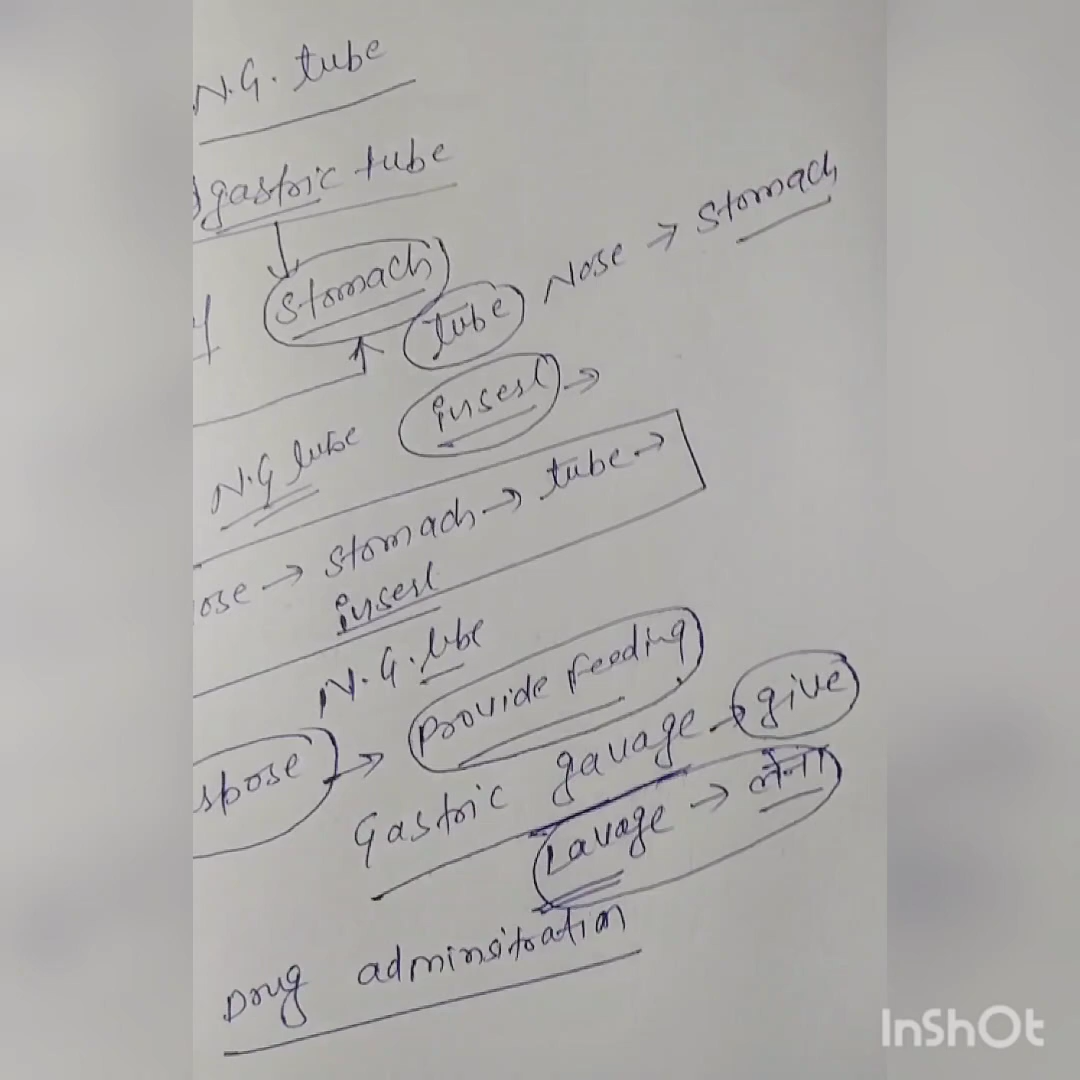 N.G. tube
gastric tube
stomach
tube Nose → stomach
N.G tube insert →
ose → stomach → tube →
insert
N.G. tube
spose → Provide feeding
Gastric gavage → give
Lavage → लेना
Drug adminsitration
InShOt